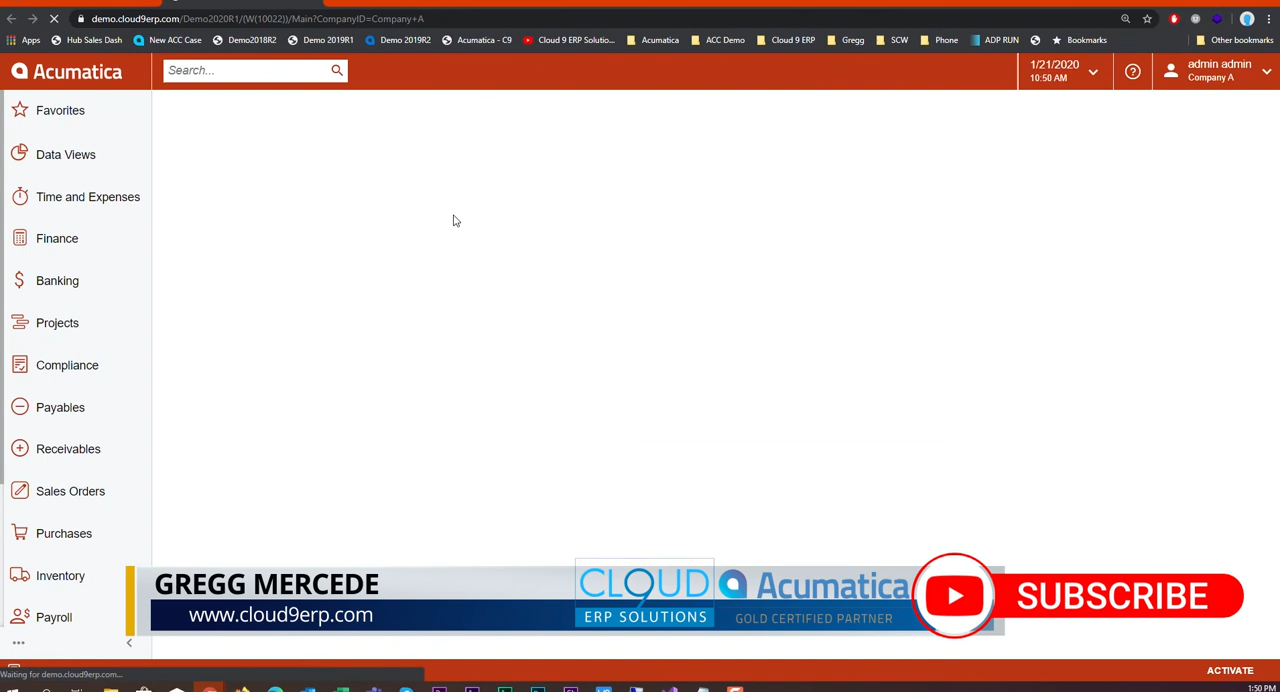 demo.cloud9erp.com/Demo2020R1/(W(10022))/Main?CompanyID=Company+A
Apps Hub Sales Dash New ACC Case Demo2018R2 Demo 2019R1 Demo 2019R2 Acumatica - C9 Cloud 9 ERP Solutio... Acumatica ACC Demo Cloud 9 ERP Gregg SCW Phone ADP RUN Bookmarks Other bookmarks
Acumatica
Search...
1/21/2020
10:50 AM
admin admin
Company A
Favorites
Data Views
Time and Expenses
Finance
Banking
Projects
Compliance
Payables
Receivables
Sales Orders
Purchases
Inventory
Payroll
GREGG MERCEDE
www.cloud9erp.com
CLOUD 9
ERP SOLUTIONS
Acumatica
GOLD CERTIFIED PARTNER
SUBSCRIBE
Waiting for demo.cloud9erp.com...
ACTIVATE
1:50 PM